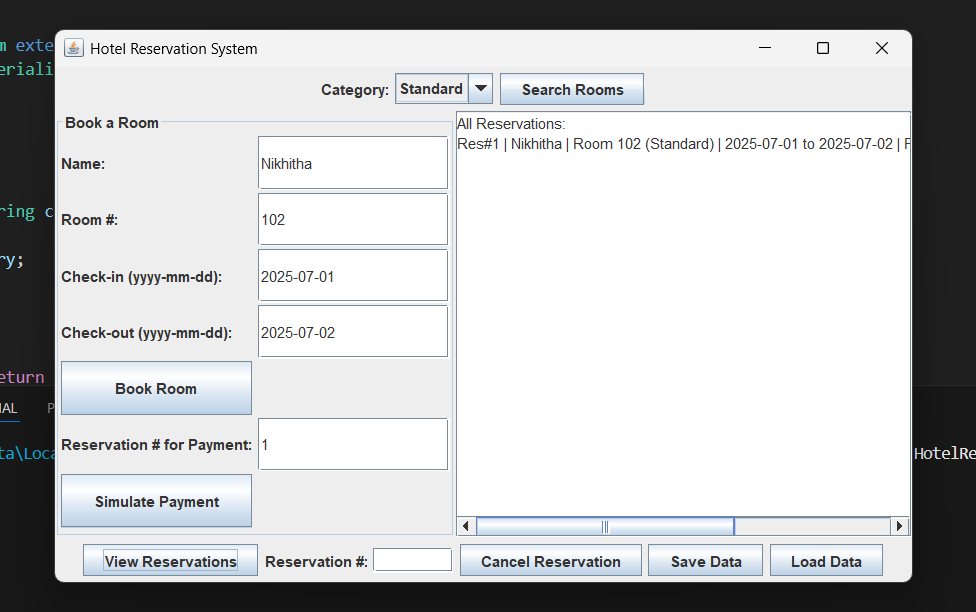 Hotel Reservation System
Category: Standard Search Rooms
Book a Room
Name: Nikhitha
Room #: 102
Check-in (yyyy-mm-dd): 2025-07-01
Check-out (yyyy-mm-dd): 2025-07-02
Book Room
Reservation # for Payment: 1
Simulate Payment
All Reservations:
Res#1 | Nikhitha | Room 102 (Standard) | 2025-07-01 to 2025-07-02 |
View Reservations Reservation #: Cancel Reservation Save Data Load Data
m exte
eriali
ring c
ry;
eturn
IAL P
ta\Loca HotelRe